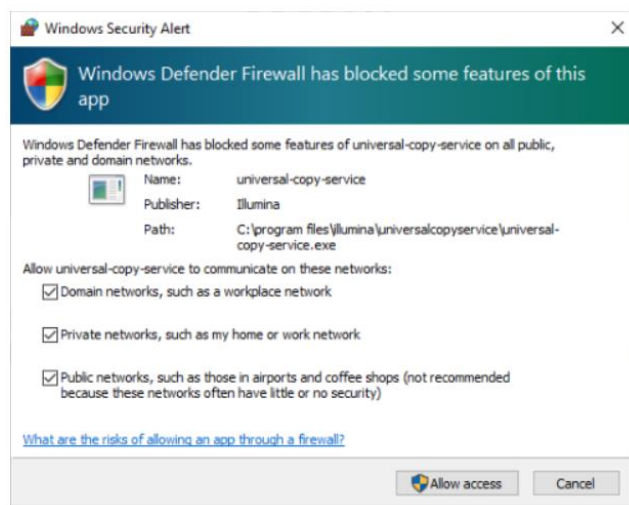 Windows Security Alert
Windows Defender Firewall has blocked some features of this
app
Windows Defender Firewall has blocked some features of universal-copy-service on all public,
private and domain networks.
Name: universal-copy-service
Publisher: Illumina
Path: C:\program files\illumina\universalcopyservice\universal-
copy-service.exe
Allow universal-copy-service to communicate on these networks:
Domain networks, such as a workplace network
Private networks, such as my home or work network
Public networks, such as those in airports and coffee shops (not recommended
because these networks often have little or no security)
What are the risks of allowing an app through a firewall?
Allow access Cancel